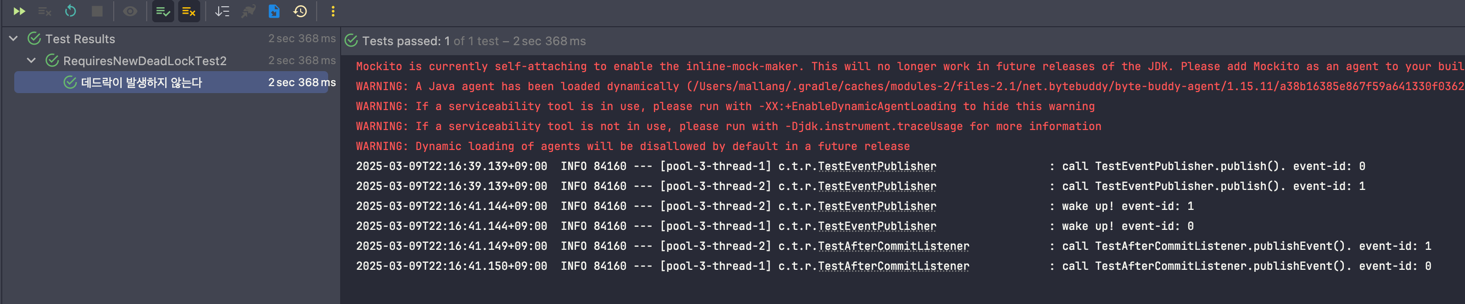 Test Results 2 sec 368 ms
RequiresNewDeadLockTest2 2 sec 368 ms
데드락이 발생하지 않는다 2 sec 368 ms
Tests passed: 1 of 1 test – 2 sec 368 ms
Mockito is currently self-attaching to enable the inline-mock-maker. This will no longer work in future releases of the JDK. Please add Mockito as an agent to your buil
WARNING: A Java agent has been loaded dynamically (/Users/mallang/.gradle/caches/modules-2/files-2.1/net.bytebuddy/byte-buddy-agent/1.15.11/a38b16385e867f59a641330f0362
WARNING: If a serviceability tool is in use, please run with -XX:+EnableDynamicAgentLoading to hide this warning
WARNING: If a serviceability tool is not in use, please run with -Djdk.instrument.traceUsage for more information
WARNING: Dynamic loading of agents will be disallowed by default in a future release
2025-03-09T22:16:39.139+09:00  INFO 84160 --- [pool-3-thread-1] c.t.r.TestEventPublisher : call TestEventPublisher.publish(). event-id: 0
2025-03-09T22:16:39.139+09:00  INFO 84160 --- [pool-3-thread-2] c.t.r.TestEventPublisher : call TestEventPublisher.publish(). event-id: 1
2025-03-09T22:16:41.144+09:00  INFO 84160 --- [pool-3-thread-2] c.t.r.TestEventPublisher : wake up! event-id: 1
2025-03-09T22:16:41.144+09:00  INFO 84160 --- [pool-3-thread-1] c.t.r.TestEventPublisher : wake up! event-id: 0
2025-03-09T22:16:41.149+09:00  INFO 84160 --- [pool-3-thread-2] c.t.r.TestAfterCommitListener : call TestAfterCommitListener.publishEvent(). event-id: 1
2025-03-09T22:16:41.150+09:00  INFO 84160 --- [pool-3-thread-1] c.t.r.TestAfterCommitListener : call TestAfterCommitListener.publishEvent(). event-id: 0